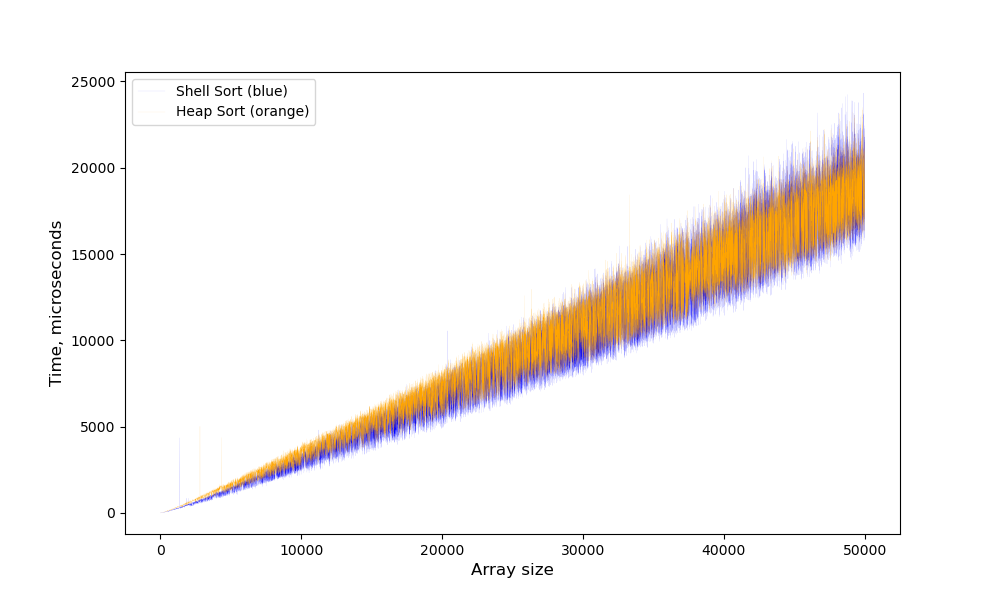 25000
20000
15000
10000
5000
0
Time, microseconds
Shell Sort (blue)
Heap Sort (orange)
0 10000 20000 30000 40000 50000
Array size